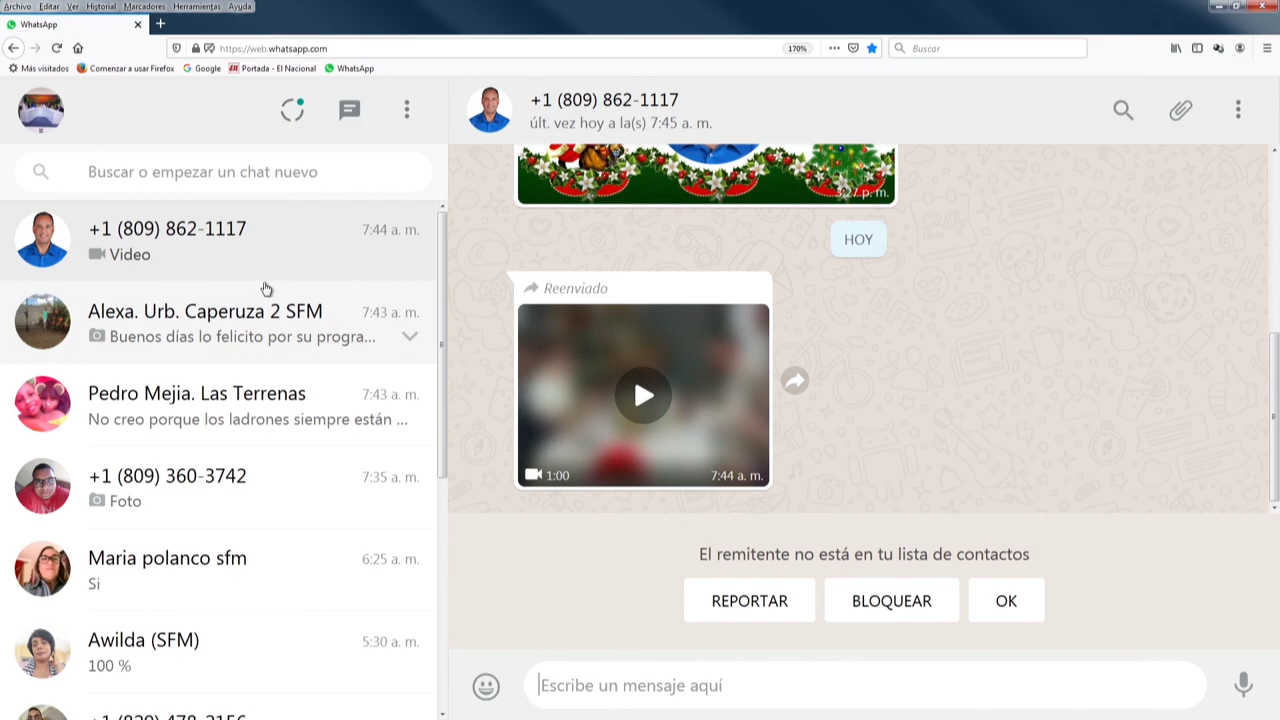 Archivo Editar Ver Historial Marcadores Herramientas Ayuda
WhatsApp
https://web.whatsapp.com
170%
Buscar
Más visitados
Comenzar a usar Firefox
Google
Portada - El Nacional
WhatsApp
Buscar o empezar un chat nuevo
+1 (809) 862-1117
7:44 a. m.
Video
Alexa. Urb. Caperuza 2 SFM
7:43 a. m.
Buenos días lo felicito por su progra...
Pedro Mejia. Las Terrenas
7:43 a. m.
No creo porque los ladrones siempre están ...
+1 (809) 360-3742
7:35 a. m.
Foto
Maria polanco sfm
6:25 a. m.
Si
Awilda (SFM)
5:30 a. m.
100 %
+1 (809) 862-1117
últ. vez hoy a la(s) 7:45 a. m.
3:27 p. m.
HOY
Reenviado
1:00
7:44 a. m.
El remitente no está en tu lista de contactos
REPORTAR
BLOQUEAR
OK
Escribe un mensaje aquí